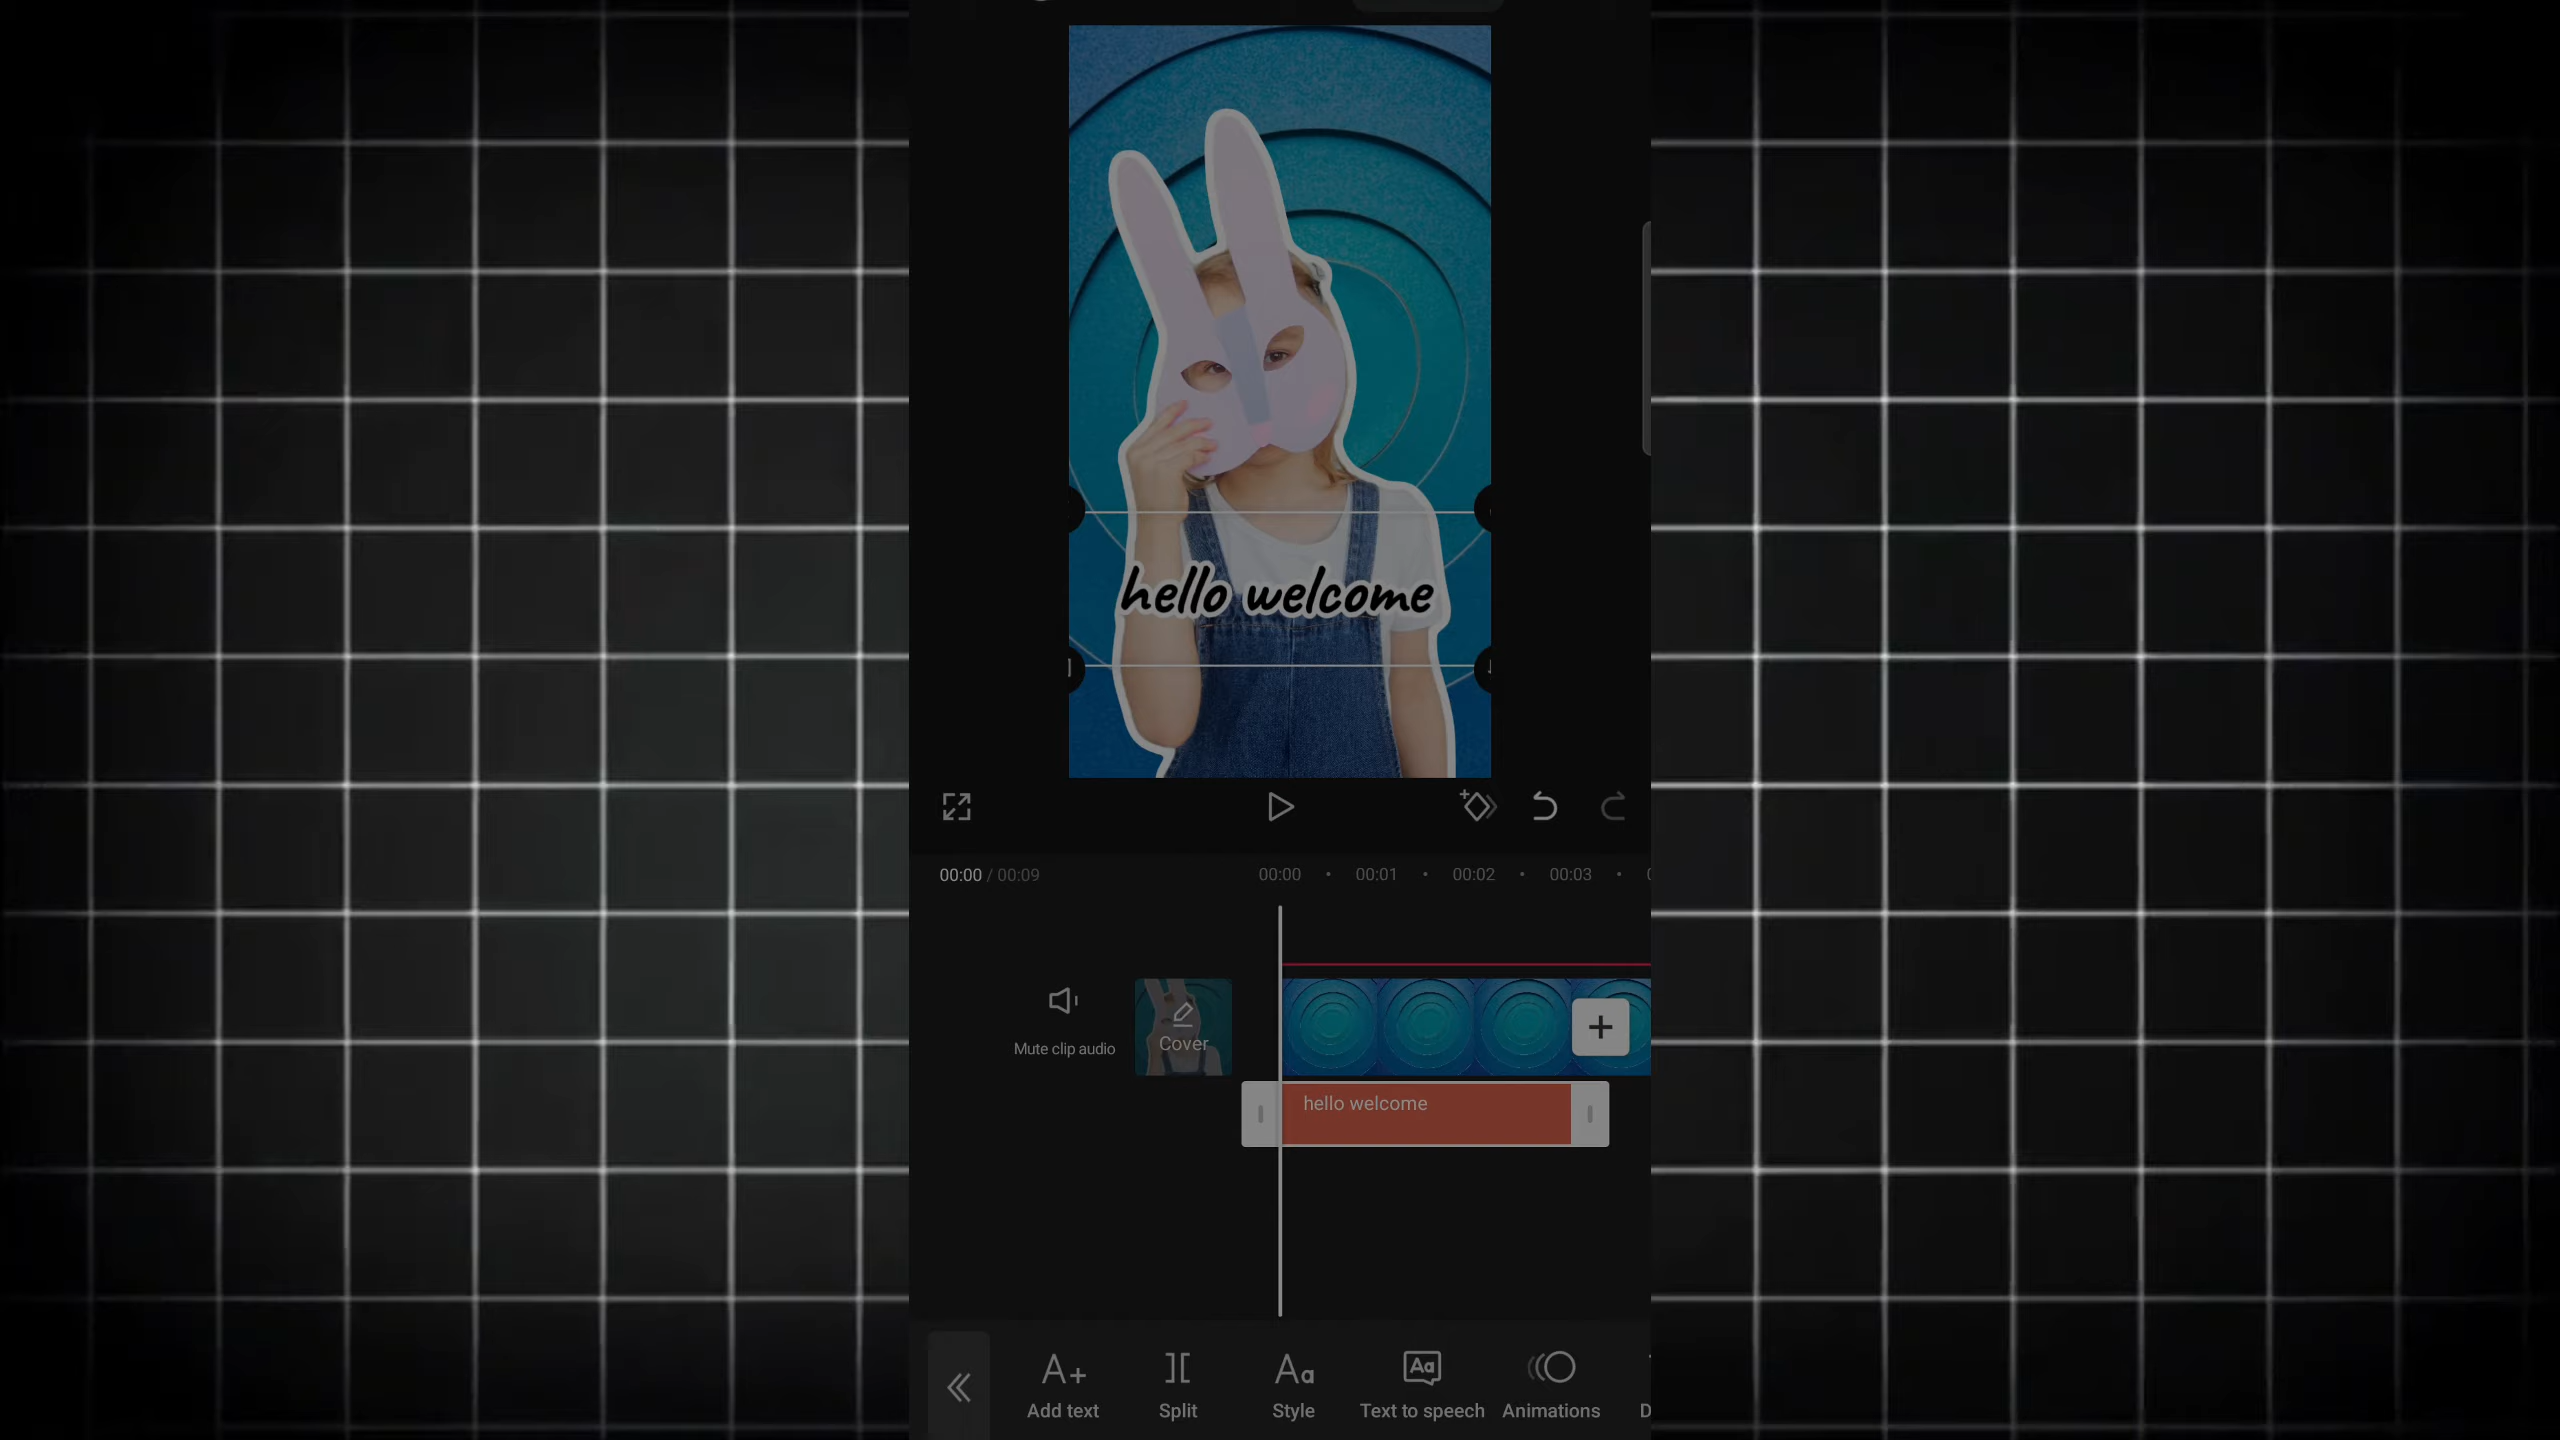 hello welcome
00:00 / 00:09
00:00
00:01
00:02
00:03
Mute clip audio
Cover
hello welcome
Add text
Split
Style
Text to speech
Animations